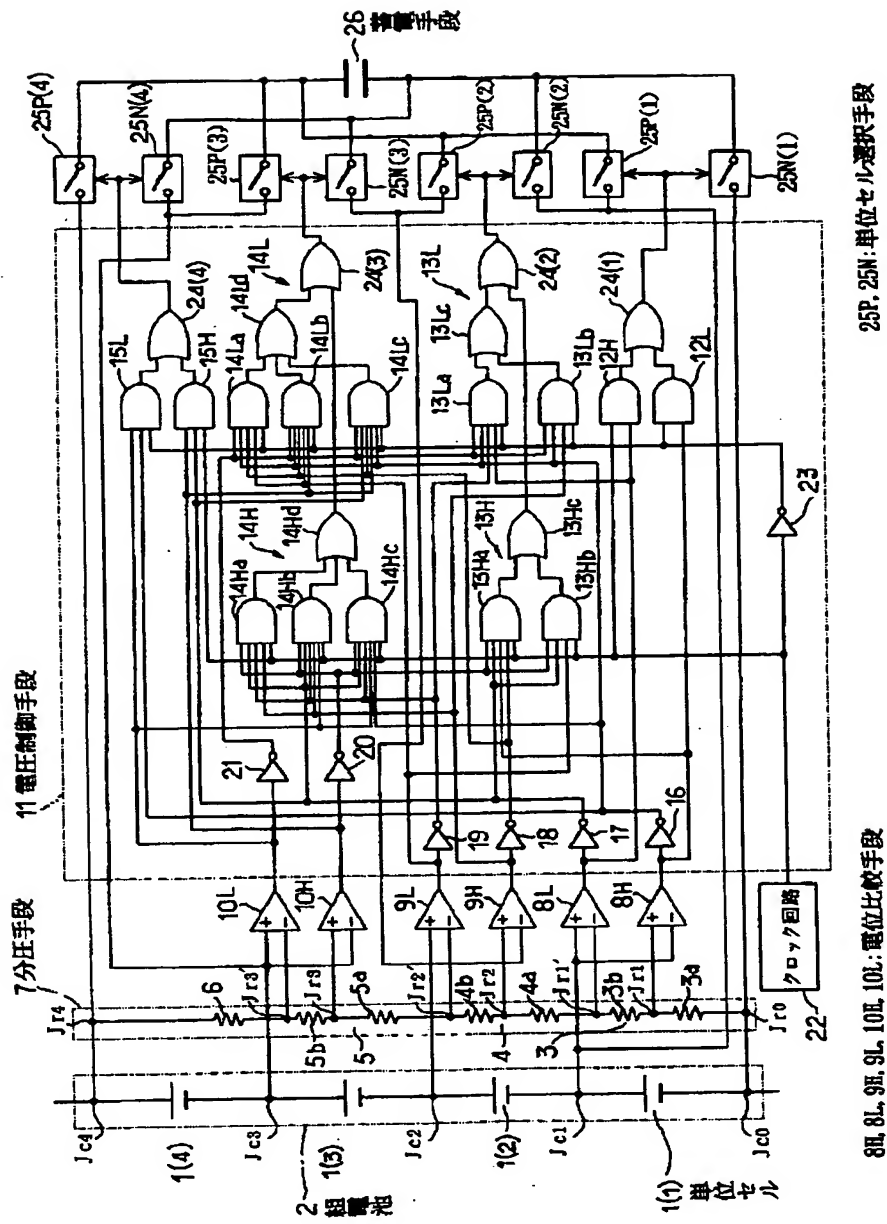 11 電圧制御手段
7 分圧手段
2 組電池
Jc4
1(4)
Jc3
1(3)
Jc2
1(2)
Jc1
1(1) 単位セル
Jc0
Jr4
6
Jr3'
5b
Jr3
5
5a
Jr2'
4b
Jr2
4
4a
Jr1'
3b
3
Jr1
3a
Jr0
10L
10H
9L
9H
8L
8H
+
-
+
-
+
-
+
-
+
-
+
-
21
20
19
18
17
16
22
クロック回路
23
14Ha
14H
14Hb
14Hd
14Hc
13Ha
13H
13Hb
13Hc
15L
15H
14La
14Ld
14L
14Lb
14Lc
13La
13Lc
13L
13Lb
12H
12L
24(4)
24(3)
24(2)
24(1)
25P(4)
25N(4)
25P(3)
25N(3)
25P(2)
25N(2)
25P(1)
25N(1)
26 蓄電手段
8H, 8L, 9H, 9L, 10H, 10L:電位比較手段
25P, 25N:単位セル選択手段